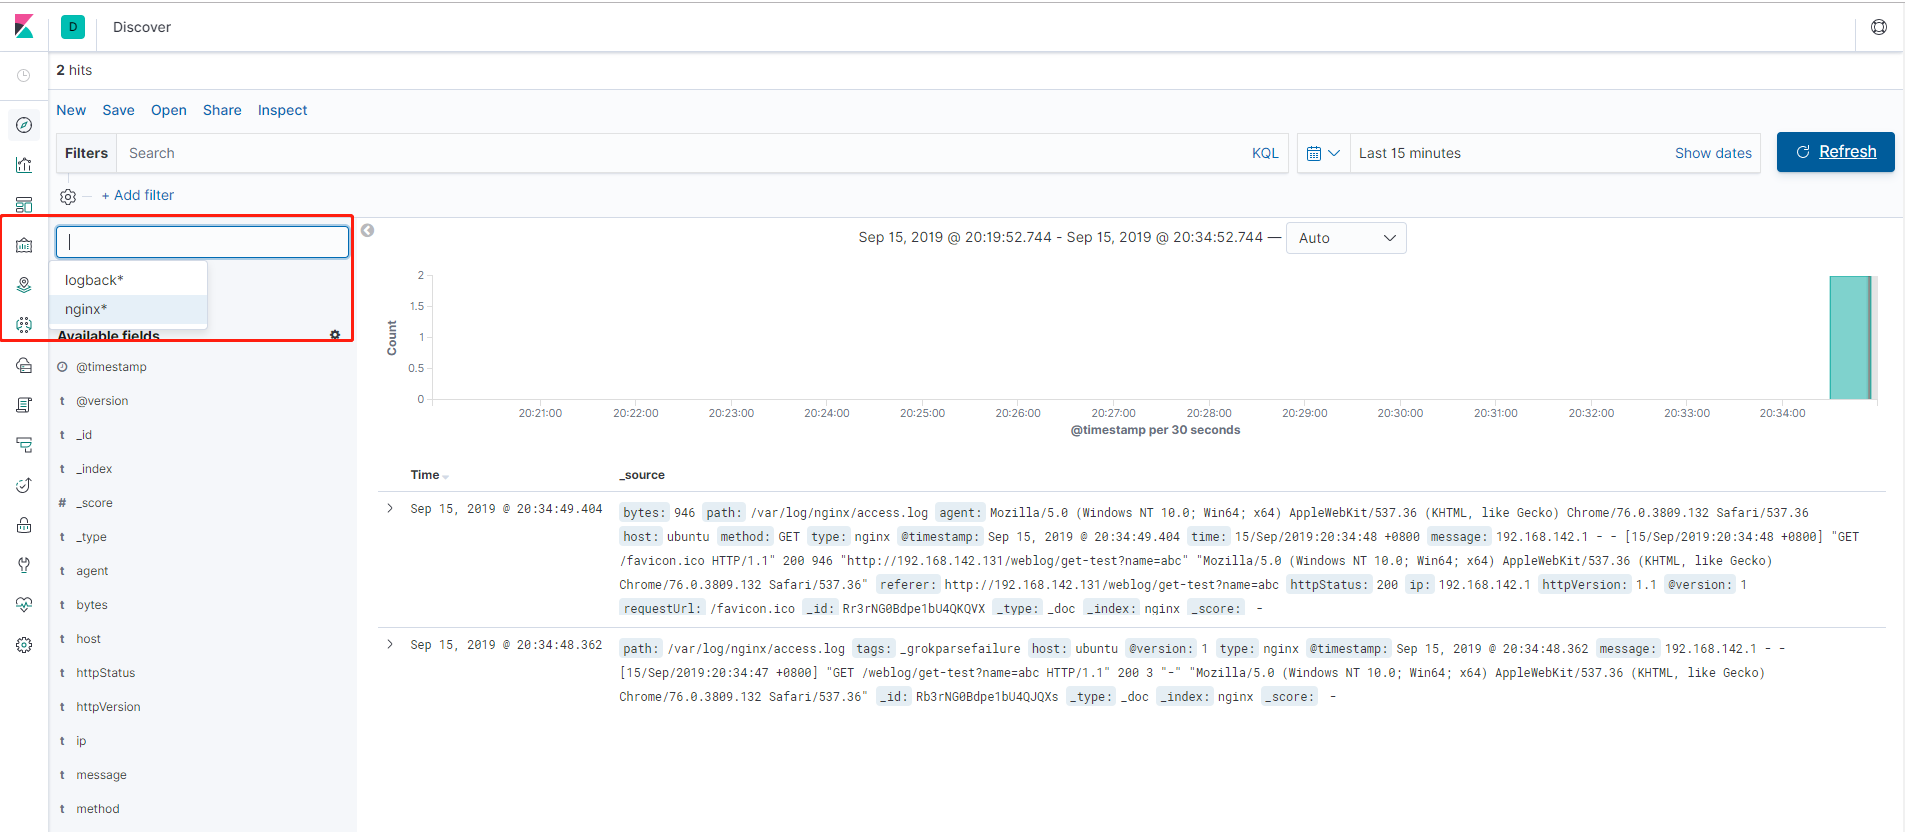 D
Discover
2 hits
New Save Open Share Inspect
Filters Search KQL Last 15 minutes Show dates Refresh
+ Add filter
logback*
nginx*
Available fields
@timestamp
t @version
t _id
t _index
# _score
t _type
t agent
t bytes
t host
t httpStatus
t httpVersion
t ip
t message
t method
Sep 15, 2019 @ 20:19:52.744 - Sep 15, 2019 @ 20:34:52.744 — Auto
Count
2
1.5
1
0.5
0
20:21:00 20:22:00 20:23:00 20:24:00 20:25:00 20:26:00 20:27:00 20:28:00 20:29:00 20:30:00 20:31:00 20:32:00 20:33:00 20:34:00
@timestamp per 30 seconds
Time _source
Sep 15, 2019 @ 20:34:49.404 bytes: 946 path: /var/log/nginx/access.log agent: Mozilla/5.0 (Windows NT 10.0; Win64; x64) AppleWebKit/537.36 (KHTML, like Gecko) Chrome/76.0.3809.132 Safari/537.36
host: ubuntu method: GET type: nginx @timestamp: Sep 15, 2019 @ 20:34:49.404 time: 15/Sep/2019:20:34:48 +0800 message: 192.168.142.1 - - [15/Sep/2019:20:34:48 +0800] "GET
/favicon.ico HTTP/1.1" 200 946 "http://192.168.142.131/weblog/get-test?name=abc" "Mozilla/5.0 (Windows NT 10.0; Win64; x64) AppleWebKit/537.36 (KHTML, like Gecko)
Chrome/76.0.3809.132 Safari/537.36" referer: http://192.168.142.131/weblog/get-test?name=abc httpStatus: 200 ip: 192.168.142.1 httpVersion: 1.1 @version: 1
requestUrl: /favicon.ico _id: Rr3rNG0Bdpe1bU4QKQVX _type: _doc _index: nginx _score: -
Sep 15, 2019 @ 20:34:48.362 path: /var/log/nginx/access.log tags: _grokparsefailure host: ubuntu @version: 1 type: nginx @timestamp: Sep 15, 2019 @ 20:34:48.362 message: 192.168.142.1 - -
[15/Sep/2019:20:34:47 +0800] "GET /weblog/get-test?name=abc HTTP/1.1" 200 3 "-" "Mozilla/5.0 (Windows NT 10.0; Win64; x64) AppleWebKit/537.36 (KHTML, like Gecko)
Chrome/76.0.3809.132 Safari/537.36" _id: Rb3rNG0Bdpe1bU4QJQXs _type: _doc _index: nginx _score: -